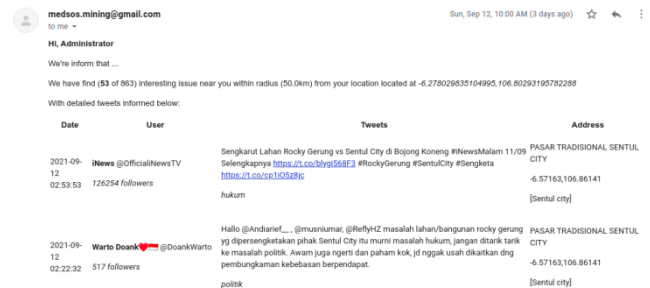 medsos.mining@gmail.com
Sun, Sep 12, 10:00 AM (3 days ago)
to me
Hi, Administrator
We're inform that ...
We have find (53 of 863) interesting issue near you within radius (50.0km) from your location located at -6.278029835104995,106.80293195782288
With detailed tweets informed below:
Date User Tweets Address
2021-09-12 02:53:53
iNews @OfficialiNewsTV
126254 followers
Sengkarut Lahan Rocky Gerung vs Sentul City di Bojong Koneng #iNewsMalam 11/09
Selengkapnya https://t.co/blygi568F3 #RockyGerung #SentulCity #Sengketa
https://t.co/cp1iO5z8jc
hukum
PASAR TRADISIONAL SENTUL
CITY
-6.57163,106.86141
[Sentul city]
2021-09-12 02:22:32
Warto Doank❤️🇮🇩 @DoankWarto
517 followers
Hallo @Andiarief__ , @musniumar, @ReflyHZ masalah lahan/bangunan rocky gerung
yg dipersengketakan pihak Sentul City itu murni masalah hukum, jangan ditarik tarik
ke masalah politik. Awam juga ngerti dan paham kok, jd nggak usah dikaitkan dng
pembungkaman kebebasan berpendapat.
politik
PASAR TRADISIONAL SENTUL
CITY
-6.57163,106.86141
[Sentul city]